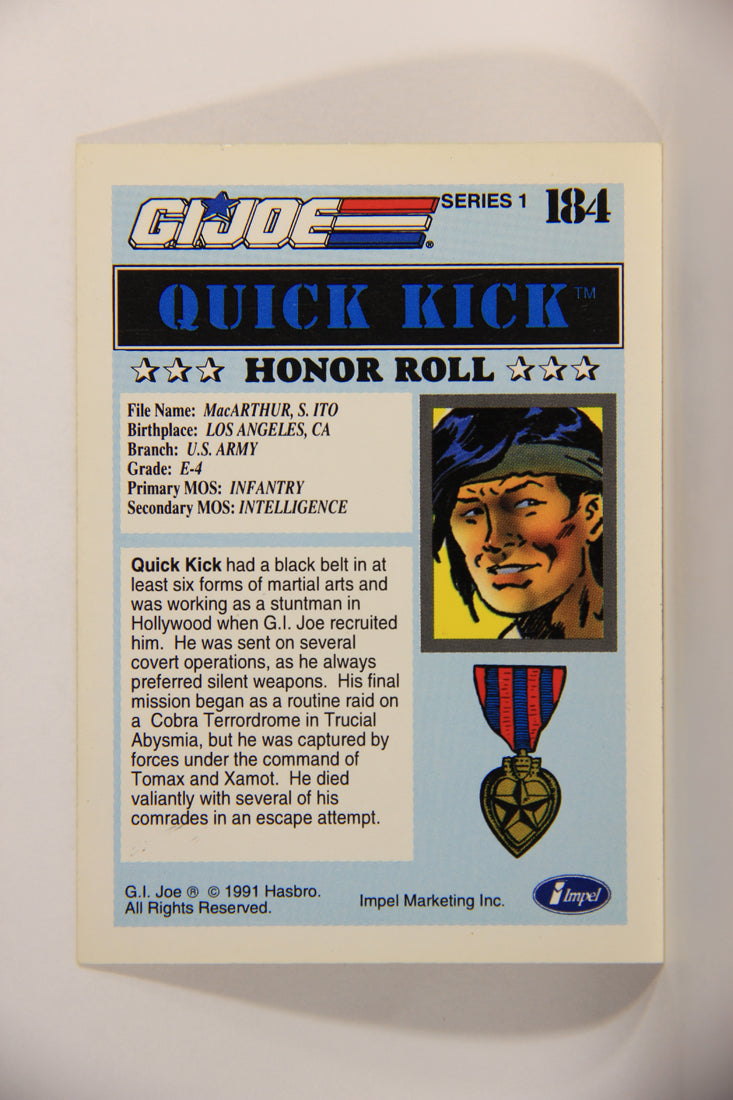 G.I. JOE ® SERIES 1 184
QUICK KICK™
HONOR ROLL
File Name: MacARTHUR, S. ITO
Birthplace: LOS ANGELES, CA
Branch: U.S. ARMY
Grade: E-4
Primary MOS: INFANTRY
Secondary MOS: INTELLIGENCE
Quick Kick had a black belt in at
least six forms of martial arts and
was working as a stuntman in
Hollywood when G.I. Joe recruited
him. He was sent on several
covert operations, as he always
preferred silent weapons. His final
mission began as a routine raid on
a Cobra Terrordrome in Trucial
Abysmia, but he was captured by
forces under the command of
Tomax and Xamot. He died
valiantly with several of his
comrades in an escape attempt.
G.I. Joe ® © 1991 Hasbro.
All Rights Reserved.
Impel Marketing Inc.
Impel